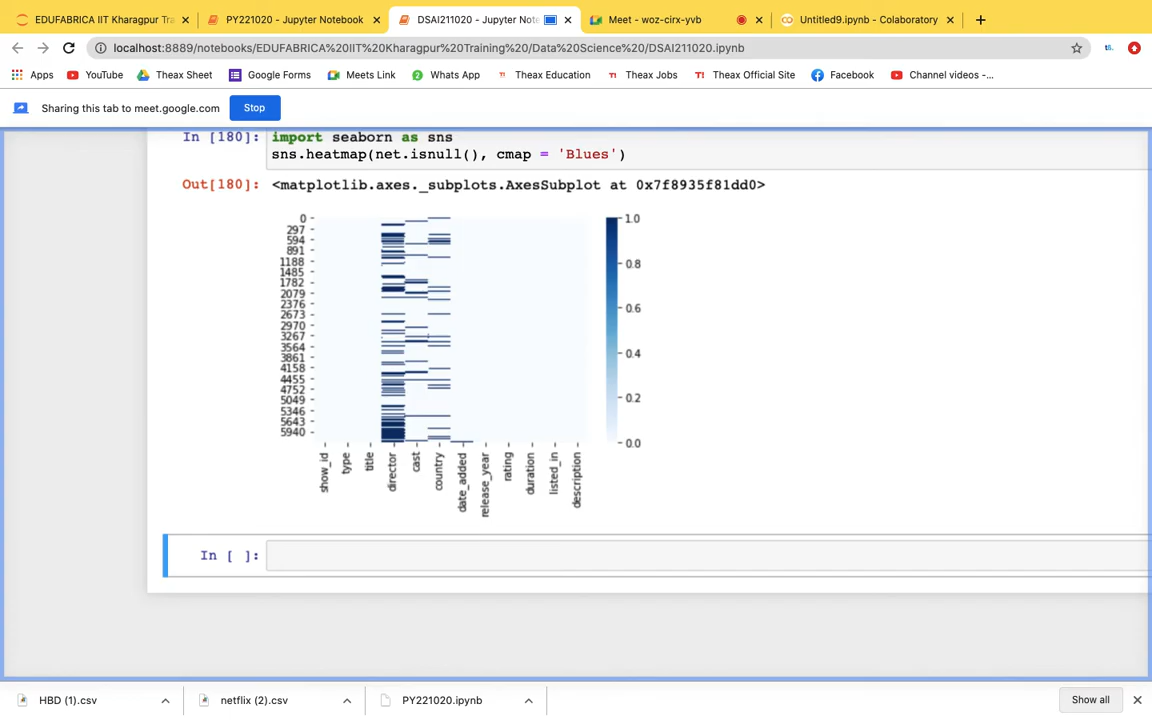 EDUFABRICA IIT Kharagpur Tra
PY221020 - Jupyter Notebook
DSAI211020 - Jupyter Note
Meet - woz-cirx-yvb
Untitled9.ipynb - Colaboratory
localhost:8889/notebooks/EDUFABRICA%20IIT%20Kharagpur%20Training%20/Data%20Science%20/DSAI211020.ipynb
Apps
YouTube
Theax Sheet
Google Forms
Meets Link
Whats App
Theax Education
Theax Jobs
Theax Official Site
Facebook
Channel videos -...
Sharing this tab to meet.google.com
Stop
In [180]:
import seaborn as sns
sns.heatmap(net.isnull(), cmap = 'Blues')
Out[180]:
<matplotlib.axes._subplots.AxesSubplot at 0x7f8935f81dd0>
0
297
594
891
1188
1485
1782
2079
2376
2673
2970
3267
3564
3861
4158
4455
4752
5049
5346
5643
5940
1.0
0.8
0.6
0.4
0.2
0.0
show_id
type
title
director
cast
country
date_added
release_year
rating
duration
listed_in
description
In [ ]:
HBD (1).csv
netflix (2).csv
PY221020.ipynb
Show all